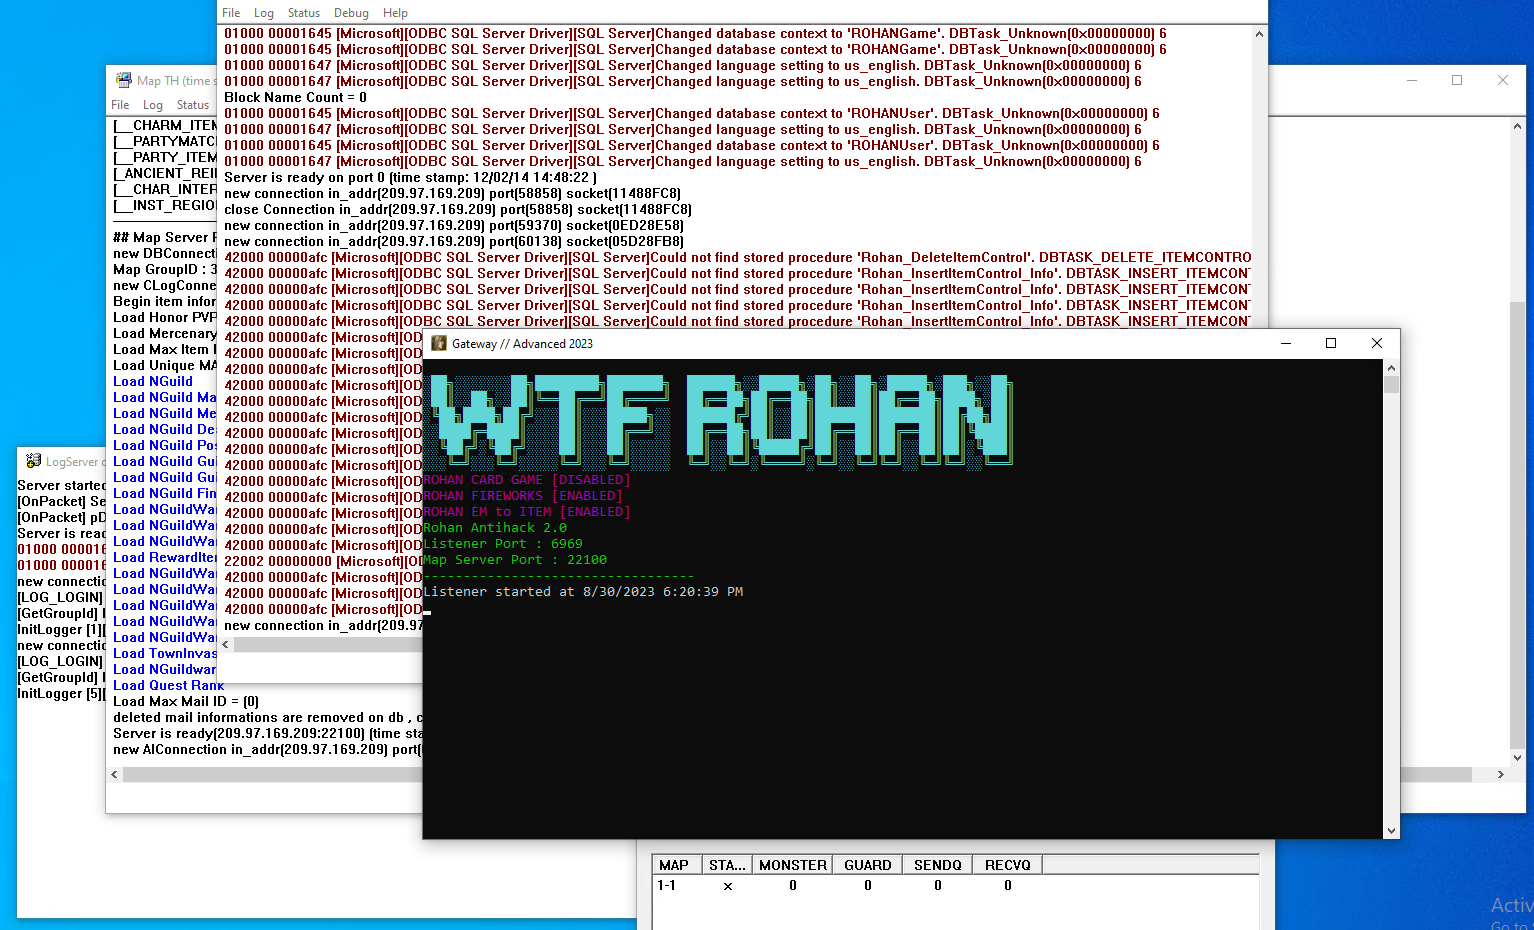 File Log Status Debug Help
01000 00001645 [Microsoft][ODBC SQL Server Driver][SQL Server]Changed database context to 'ROHANGame'. DBTask_Unknown(0x00000000) 6
01000 00001645 [Microsoft][ODBC SQL Server Driver][SQL Server]Changed database context to 'ROHANGame'. DBTask_Unknown(0x00000000) 6
01000 00001647 [Microsoft][ODBC SQL Server Driver][SQL Server]Changed language setting to us_english. DBTask_Unknown(0x00000000) 6
01000 00001647 [Microsoft][ODBC SQL Server Driver][SQL Server]Changed language setting to us_english. DBTask_Unknown(0x00000000) 6
Block Name Count = 0
01000 00001645 [Microsoft][ODBC SQL Server Driver][SQL Server]Changed database context to 'ROHANUser'. DBTask_Unknown(0x00000000) 6
01000 00001647 [Microsoft][ODBC SQL Server Driver][SQL Server]Changed language setting to us_english. DBTask_Unknown(0x00000000) 6
01000 00001645 [Microsoft][ODBC SQL Server Driver][SQL Server]Changed database context to 'ROHANUser'. DBTask_Unknown(0x00000000) 6
01000 00001647 [Microsoft][ODBC SQL Server Driver][SQL Server]Changed language setting to us_english. DBTask_Unknown(0x00000000) 6
Server is ready on port 0 (time stamp: 12/02/14 14:48:22 )
new connection in_addr(209.97.169.209) port(58858) socket(11488FC8)
close Connection in_addr(209.97.169.209) port(58858) socket(11488FC8)
new connection in_addr(209.97.169.209) port(59370) socket(0ED28E58)
new connection in_addr(209.97.169.209) port(60138) socket(05D28FB8)
42000 00000afc [Microsoft][ODBC SQL Server Driver][SQL Server]Could not find stored procedure 'Rohan_DeleteItemControl'. DBTASK_DELETE_ITEMCONTRO
42000 00000afc [Microsoft][ODBC SQL Server Driver][SQL Server]Could not find stored procedure 'Rohan_InsertItemControl_Info'. DBTASK_INSERT_ITEMCON
42000 00000afc [Microsoft][ODBC SQL Server Driver][SQL Server]Could not find stored procedure 'Rohan_InsertItemControl_Info'. DBTASK_INSERT_ITEMCON
42000 00000afc [Microsoft][ODBC SQL Server Driver][SQL Server]Could not find stored procedure 'Rohan_InsertItemControl_Info'. DBTASK_INSERT_ITEMCON
42000 00000afc [Microsoft][ODBC SQL Server Driver][SQL Server]Could not find stored procedure 'Rohan_InsertItemControl_Info'. DBTASK_INSERT_ITEMCON
42000 00000afc [Microsoft][OD
42000 00000afc [Microsoft][OD
42000 00000afc [Microsoft][OD
42000 00000afc [Microsoft][OD
42000 00000afc [Microsoft][OD
42000 00000afc [Microsoft][OD
42000 00000afc [Microsoft][OD
42000 00000afc [Microsoft][OD
42000 00000afc [Microsoft][OD
42000 00000afc [Microsoft][OD
42000 00000afc [Microsoft][OD
42000 00000afc [Microsoft][OD
42000 00000afc [Microsoft][OD
42000 00000afc [Microsoft][OD
22002 00000000 [Microsoft][OD
42000 00000afc [Microsoft][OD
42000 00000afc [Microsoft][OD
42000 00000afc [Microsoft][OD
new connection in_addr(209.97
Map TH (time s
File Log Status
[__CHARM_ITEM
[__PARTYMATC
[__PARTY_ITEM
[_ANCIENT_REI
[__CHAR_INTER
[__INST_REGIO
## Map Server
new DBConnecti
Map GroupID : 3
new CLogConne
Begin item infor
Load Honor PVP
Load Mercenary
Load Max Item
Load Unique MA
Load NGuild
Load NGuild Ma
Load NGuild Me
Load NGuild De
Load NGuild Pos
Load NGuild Gui
Load NGuild Gui
Load NGuild Fin
Load NGuildWar
Load NGuildWar
Load NGuildWar
Load RewardIter
Load NGuildWar
Load NGuildWar
Load NGuildWar
Load NGuildWar
Load NGuildWar
Load TownInvas
Load NGuildwar
Load Quest Rank
Load Max Mail ID = (0)
deleted mail informations are removed on db , c
Server is ready(209.97.169.209:22100) (time sta
new AIConnection in_addr(209.97.169.209) port(
LogServer
Server started
[OnPacket] Se
[OnPacket] pD
Server is read
01000 000016
01000 000016
new connectio
[LOG_LOGIN]
[GetGroupId]
InitLogger [1][
new connectio
[LOG_LOGIN]
[GetGroupId]
InitLogger [5][
Gateway // Advanced 2023
WTF ROHAN
ROHAN CARD GAME [DISABLED]
ROHAN FIREWORKS [ENABLED]
ROHAN EM to ITEM [ENABLED]
Rohan Antihack 2.0
Listener Port : 6969
Map Server Port : 22100
----------------------------------
Listener started at 8/30/2023 6:20:39 PM
MAP STA... MONSTER GUARD SENDQ RECVQ
1-1 x 0 0 0 0
Activ
Go to